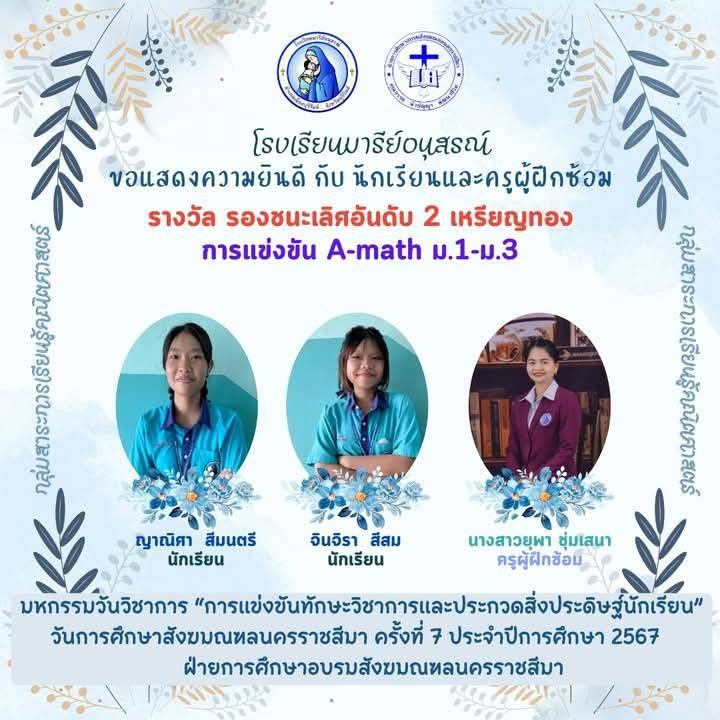 โรงเรียนมารีย์อนุสรณ์
ขอแสดงความยินดี กับ นักเรียนและครูผู้ฝึกซ้อม
รางวัล รองชนะเลิศอันดับ 2 เหรียญทอง
การแข่งขัน A-math ม.1-ม.3
กลุ่มสาระการเรียนรู้คณิตศาสตร์
กลุ่มสาระการเรียนรู้คณิตศาสตร์
ญาณิศา สีมนตรี
นักเรียน
จินจิรา สีสม
นักเรียน
นางสาวยุพา ชุ่มเสนา
ครูผู้ฝึกซ้อม
มหกรรมวันวิชาการ “การแข่งขันทักษะวิชาการและประกวดสิ่งประดิษฐ์นักเรียน”
วันการศึกษาสังฆมณฑลนครราชสีมา ครั้งที่ 7 ประจำปีการศึกษา 2567
ฝ่ายการศึกษาอบรมสังฆมณฑลนครราชสีมา